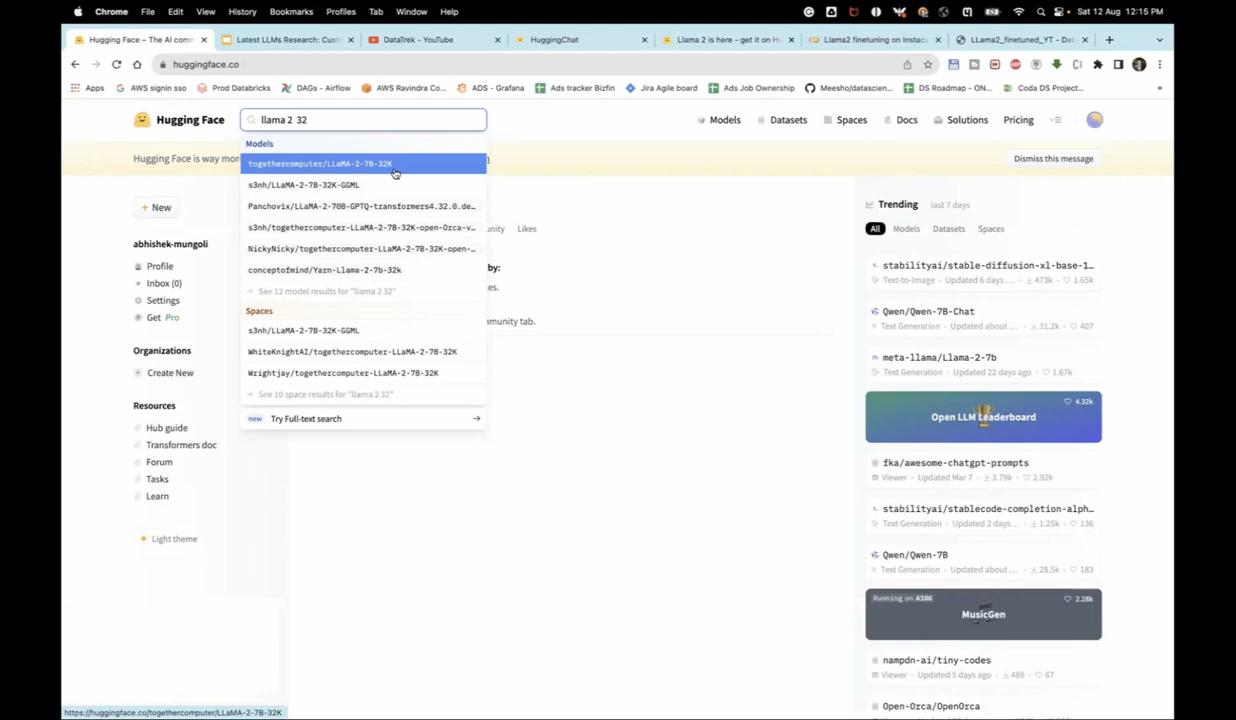 Chrome File Edit View History Bookmarks Profiles Tab Window Help Sat 12 Aug 12:15 PM
Hugging Face – The AI comm Latest LLMs Research: Cust DataTrek - YouTube HuggingChat Llama 2 is here - get it on Hu Llama2 finetuning on Instac LLama2_finetuned_YT - Dat
huggingface.co
Apps AWS signin sso Prod Databricks DAGs - Airflow AWS Ravindra Co... ADS - Grafana Ads tracker Bizfin Jira Agile board Ads Job Ownership Meesho/datascien... DS Roadmap - ON... Coda DS Project...
Hugging Face
llama 2 32
Models Datasets Spaces Docs Solutions Pricing
Hugging Face is way mor
Dismiss this message
Models
togethercomputer/LLaMA-2-7B-32K
s3nh/LLaMA-2-7B-32K-GGML
Panchovix/LLaMA-2-70B-GPTQ-transformers4.32.0.de…
s3nh/togethercomputer-LLaMA-2-7B-32K-open-Orca-v…
NickyNicky/togethercomputer-LLaMA-2-7B-32K-open-…
conceptofmind/Yarn-Llama-2-7b-32k
See 12 model results for "llama 2 32"
Spaces
s3nh/LLaMA-2-7B-32K-GGML
WhiteKnightAI/togethercomputer-LLaMA-2-7B-32K
Wrightjay/togethercomputer-LLaMA-2-7B-32K
See 10 space results for "llama 2 32"
new Try Full-text search
New
abhishek-mungoli
Profile
Inbox (0)
Settings
Get Pro
Organizations
Create New
Resources
Hub guide
Transformers doc
Forum
Tasks
Learn
Light theme
unity Likes
by:
es.
munity tab.
Trending last 7 days
All Models Datasets Spaces
stabilityai/stable-diffusion-xl-base-1…
Text-to-Image • Updated 6 days … • 473k • 1.65k
Qwen/Qwen-7B-Chat
Text Generation • Updated about … • 31.2k • 407
meta-llama/Llama-2-7b
Text Generation • Updated 22 days ago • 1.67k
4.32k
Open LLM Leaderboard
fka/awesome-chatgpt-prompts
Viewer • Updated Mar 7 • 3.79k • 2.92k
stabilityai/stablecode-completion-alph…
Text Generation • Updated 2 days… • 1.25k • 136
Qwen/Qwen-7B
Text Generation • Updated about … • 28.5k • 183
Running on A10G 2.28k
MusicGen
nampdn-ai/tiny-codes
Viewer • Updated 5 days ago • 489 • 67
Open-Orca/OpenOrca
https://huggingface.co/togethercomputer/LLaMA-2-7B-32K